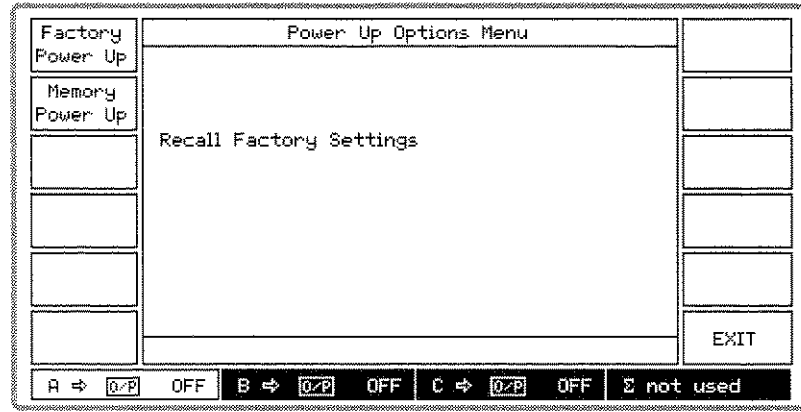 Factory
Power Up
Power Up Options Menu
Memory
Power Up
Recall Factory Settings
EXIT
A ⇨ O/P OFF B ⇨ O/P OFF C ⇨ O/P OFF Σ not used